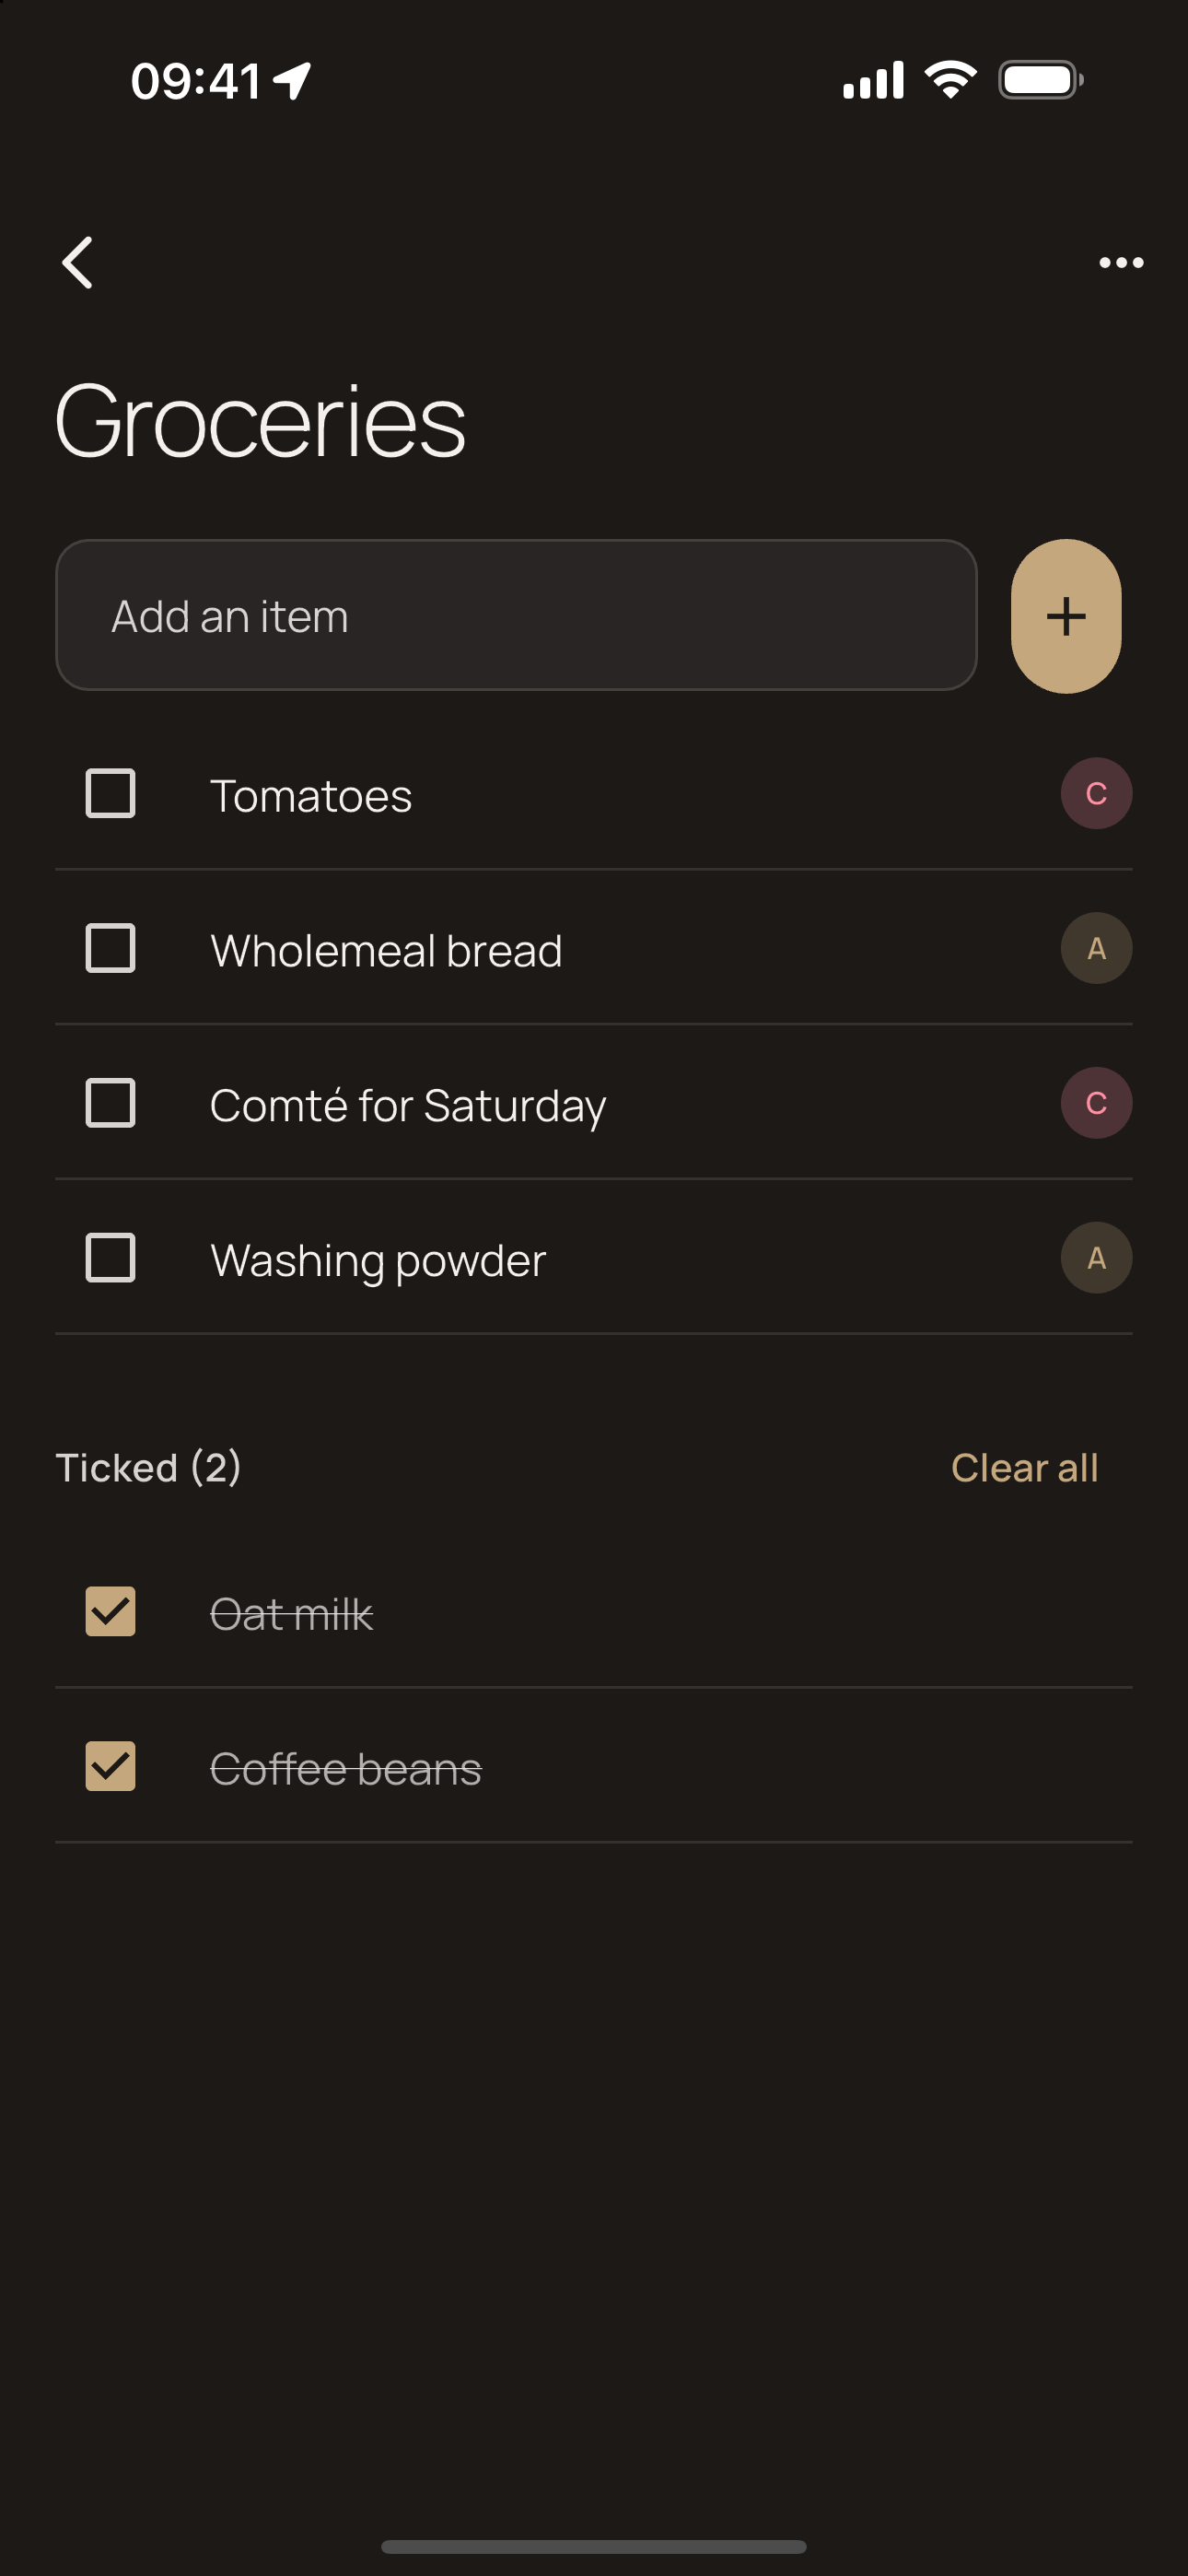 09:41
Groceries
Add an item
Tomatoes
C
Wholemeal bread
A
Comté for Saturday
C
Washing powder
A
Ticked (2)
Clear all
Oat milk
Coffee beans